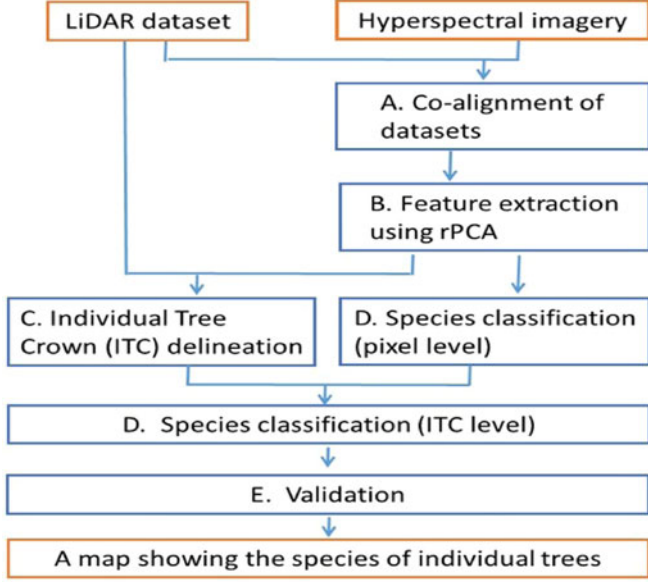 LiDAR dataset
Hyperspectral imagery
A. Co-alignment of
datasets
B. Feature extraction
using rPCA
C. Individual Tree
Crown (ITC) delineation
D. Species classification
(pixel level)
D. Species classification (ITC level)
E. Validation
A map showing the species of individual trees